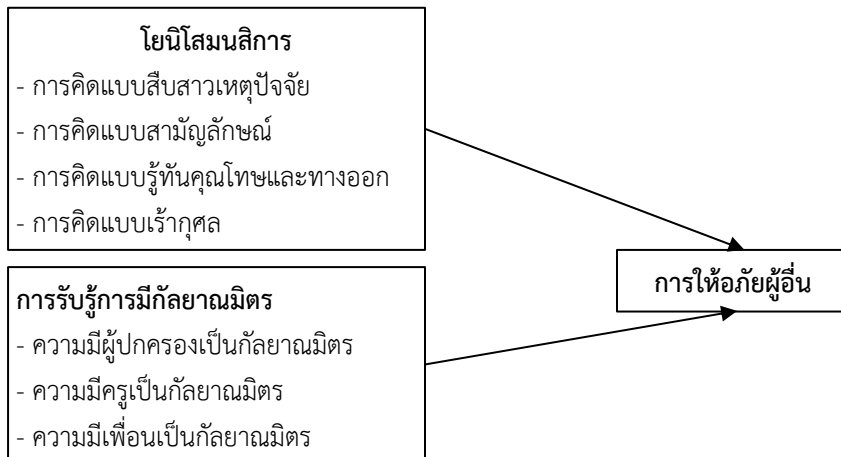 โยนิโสมนสิการ
- การคิดแบบสืบสาวเหตุปัจจัย
- การคิดแบบสามัญลักษณ์
- การคิดแบบรู้ทันคุณโทษและทางออก
- การคิดแบบเร้ากุศล
การให้อภัยผู้อื่น
การรับรู้การมีกัลยาณมิตร
- ความมีผู้ปกครองเป็นกัลยาณมิตร
- ความมีครูเป็นกัลยาณมิตร
- ความมีเพื่อนเป็นกัลยาณมิตร